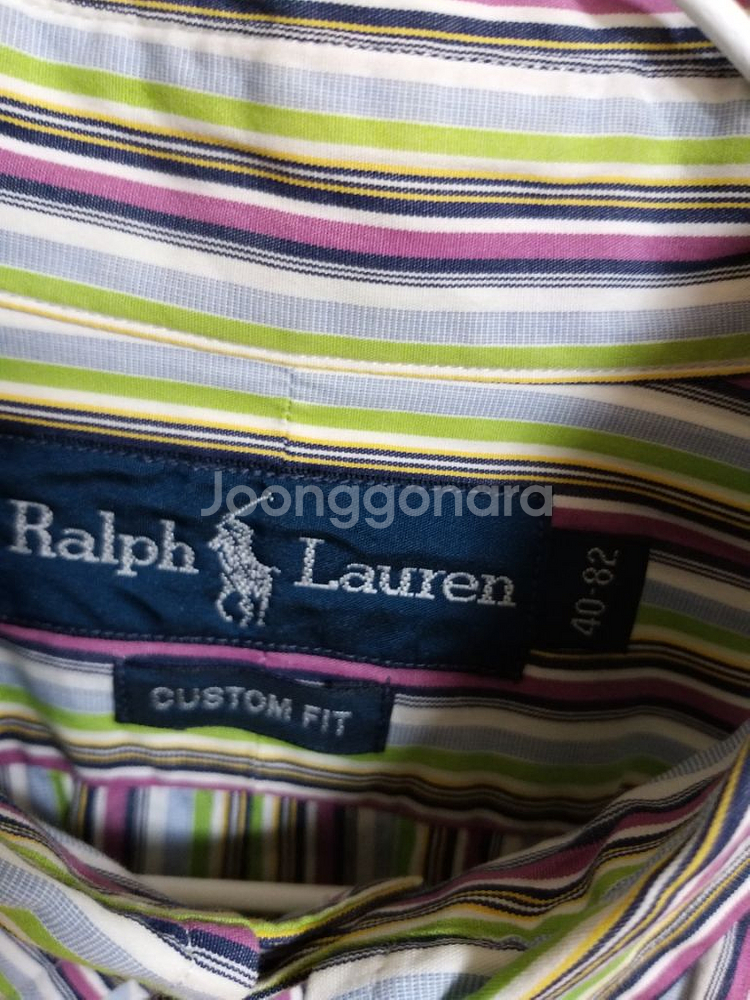 Joonggonara
Ralph Lauren
40-82
CUSTOM FIT